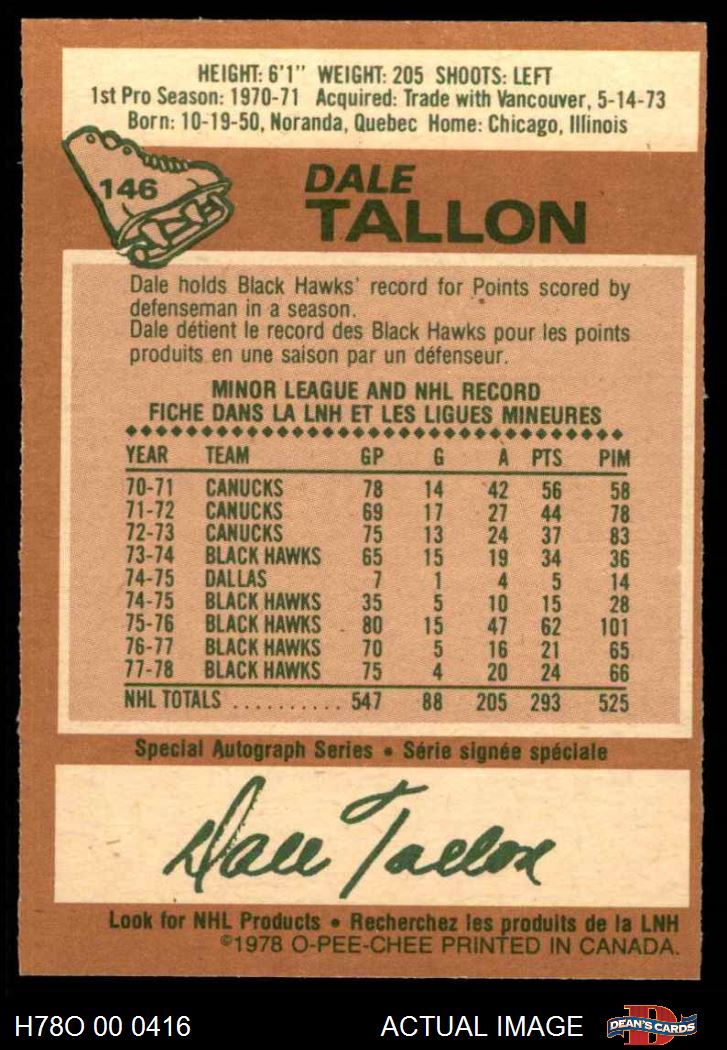 HEIGHT: 6'1" WEIGHT: 205 SHOOTS: LEFT
1st Pro Season: 1970-71 Acquired: Trade with Vancouver, 5-14-73
Born: 10-19-50, Noranda, Quebec Home: Chicago, Illinois
146
DALE
TALLON
Dale holds Black Hawks' record for Points scored by
defenseman in a season.
Dale détient le record des Black Hawks pour les points
produits en une saison par un défenseur.
MINOR LEAGUE AND NHL RECORD
FICHE DANS LA LNH ET LES LIGUES MINEURES
YEAR TEAM GP G A PTS PIM
70-71 CANUCKS 78 14 42 56 58
71-72 CANUCKS 69 17 27 44 78
72-73 CANUCKS 75 13 24 37 83
73-74 BLACK HAWKS 65 15 19 34 36
74-75 DALLAS 7 1 4 5 14
74-75 BLACK HAWKS 35 5 10 15 28
75-76 BLACK HAWKS 80 15 47 62 101
76-77 BLACK HAWKS 70 5 16 21 65
77-78 BLACK HAWKS 75 4 20 24 66
NHL TOTALS .......... 547 88 205 293 525
Special Autograph Series • Série signée spéciale
Dale Tallon
Look for NHL Products • Recherchez les produits de la LNH
©1978 O-PEE-CHEE PRINTED IN CANADA.
H78O 00 0416 ACTUAL IMAGE D DEAN'S CARDS